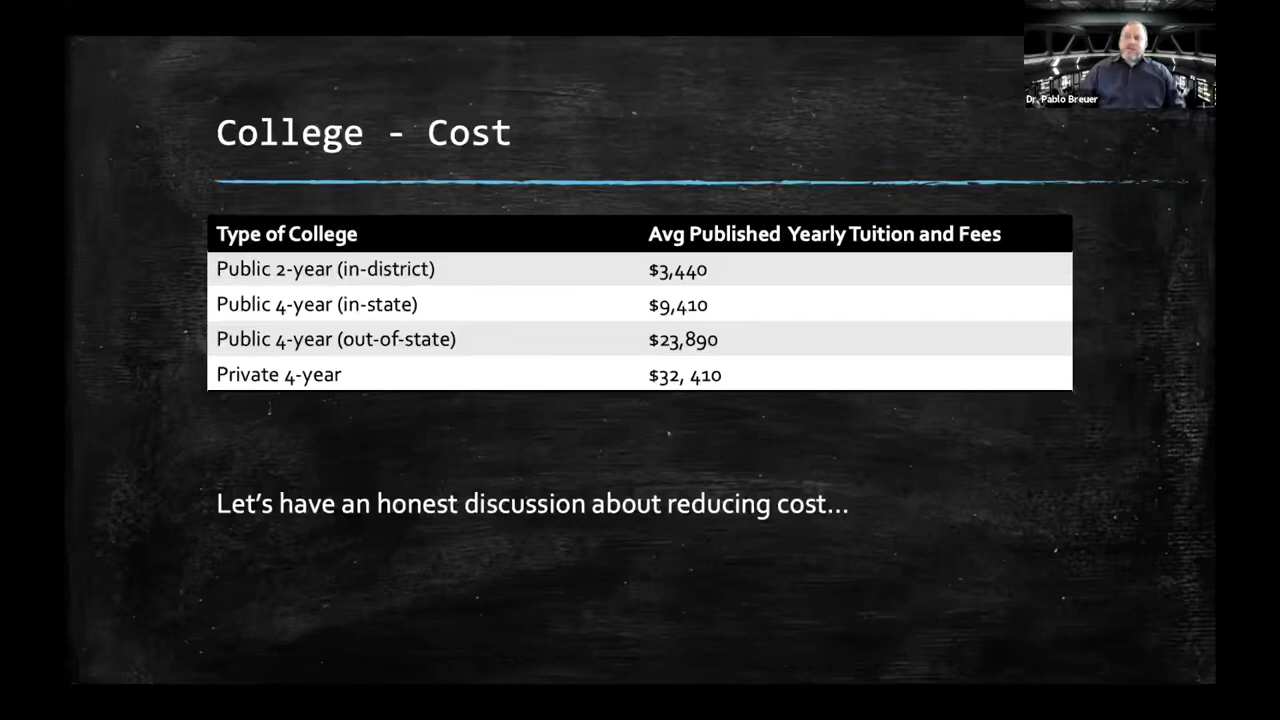 Dr. Pablo Breuer
College - Cost
Type of College Avg Published Yearly Tuition and Fees
Public 2-year (in-district) $3,440
Public 4-year (in-state) $9,410
Public 4-year (out-of-state) $23,890
Private 4-year $32, 410
Let's have an honest discussion about reducing cost...